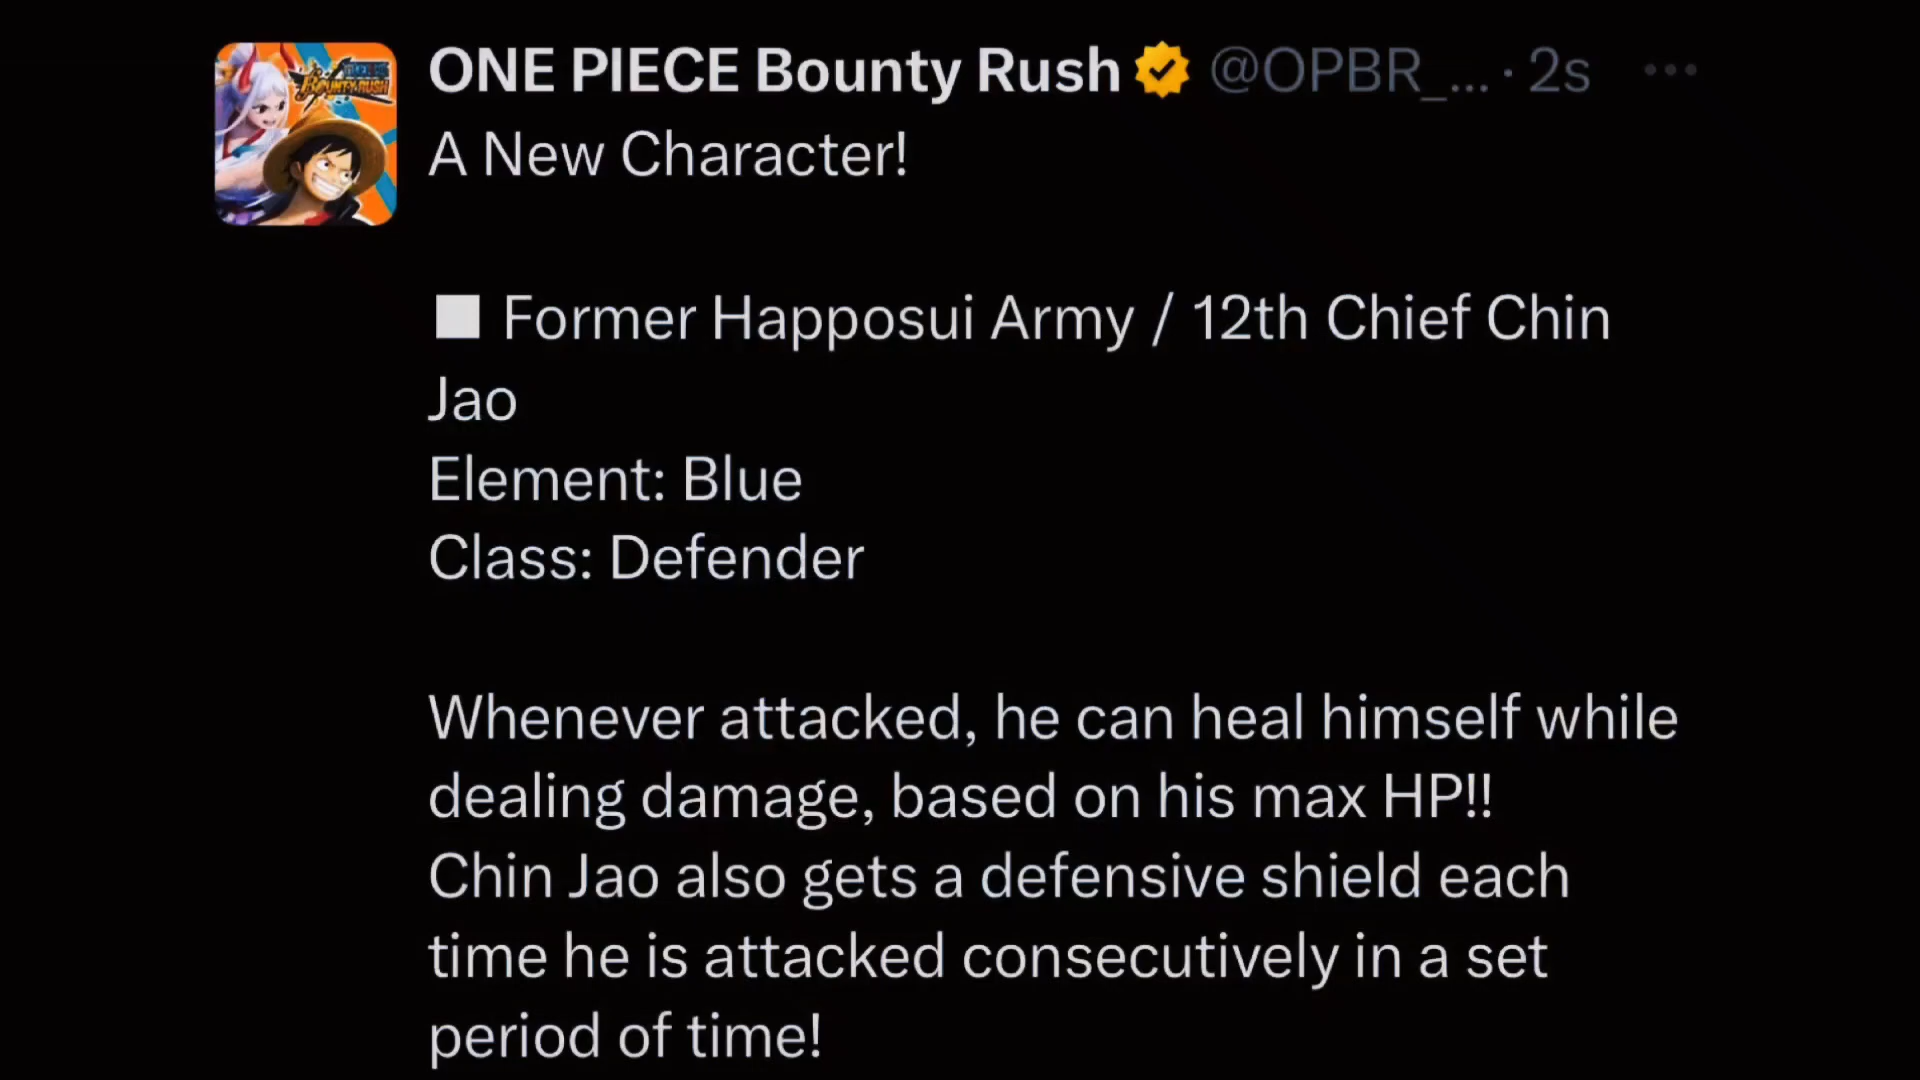 ONE PIECE Bounty Rush @OPBR_... · 2s
A New Character!
Former Happosui Army / 12th Chief Chin
Jao
Element: Blue
Class: Defender
Whenever attacked, he can heal himself while
dealing damage, based on his max HP!!
Chin Jao also gets a defensive shield each
time he is attacked consecutively in a set
period of time!
BOUNTY RUSH